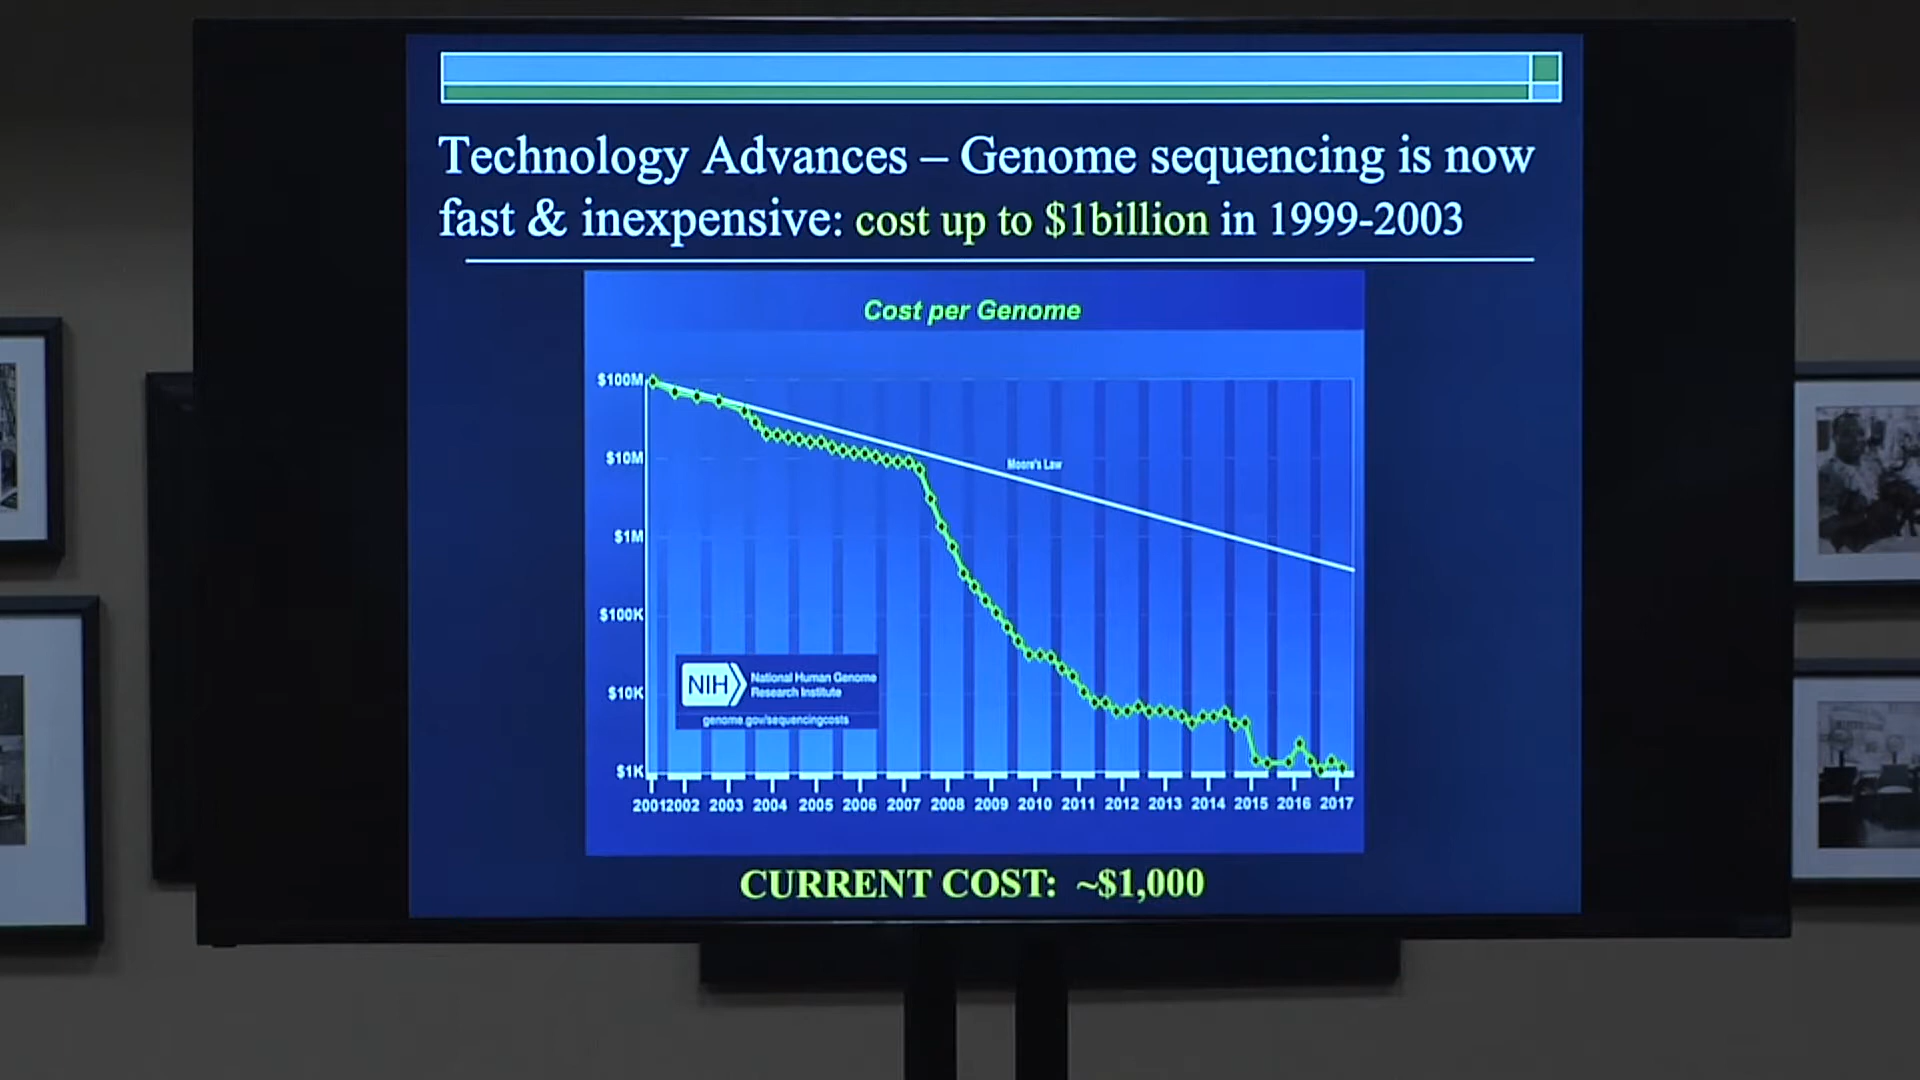 Technology Advances – Genome sequencing is now
fast & inexpensive: cost up to $1billion in 1999-2003
Cost per Genome
$100M
$10M
$1M
$100K
$10K
$1K
Moore's Law
NIH
National Human Genome
Research Institute
genome.gov/sequencingcosts
2001 2002 2003 2004 2005 2006 2007 2008 2009 2010 2011 2012 2013 2014 2015 2016 2017
CURRENT COST: ~$1,000